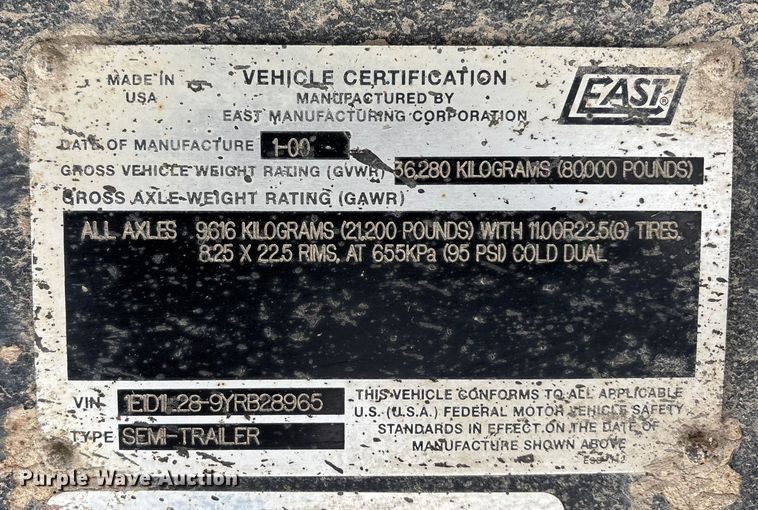 MADE IN
USA
VEHICLE CERTIFICATION
MANUFACTURED BY
EAST MANUFACTURING CORPORATION
EAST®
DATE OF MANUFACTURE 1-00
GROSS VEHICLE WEIGHT RATING (GVWR) 36,280 KILOGRAMS (80,000 POUNDS)
GROSS AXLE WEIGHT RATING (GAWR)
ALL AXLES 9,616 KILOGRAMS (21,200 POUNDS) WITH 11.00R22.5(G) TIRES,
8.25 X 22.5 RIMS, AT 655KPa (95 PSI) COLD DUAL
VIN 1E1D1L28-9YRB28965
TYPE SEMI-TRAILER
THIS VEHICLE CONFORMS TO ALL APPLICABLE
U.S. (U.S.A.) FEDERAL MOTOR VEHICLE SAFETY
STANDARDS IN EFFECT ON THE DATE OF
MANUFACTURE SHOWN ABOVE
Purple Wave Auction